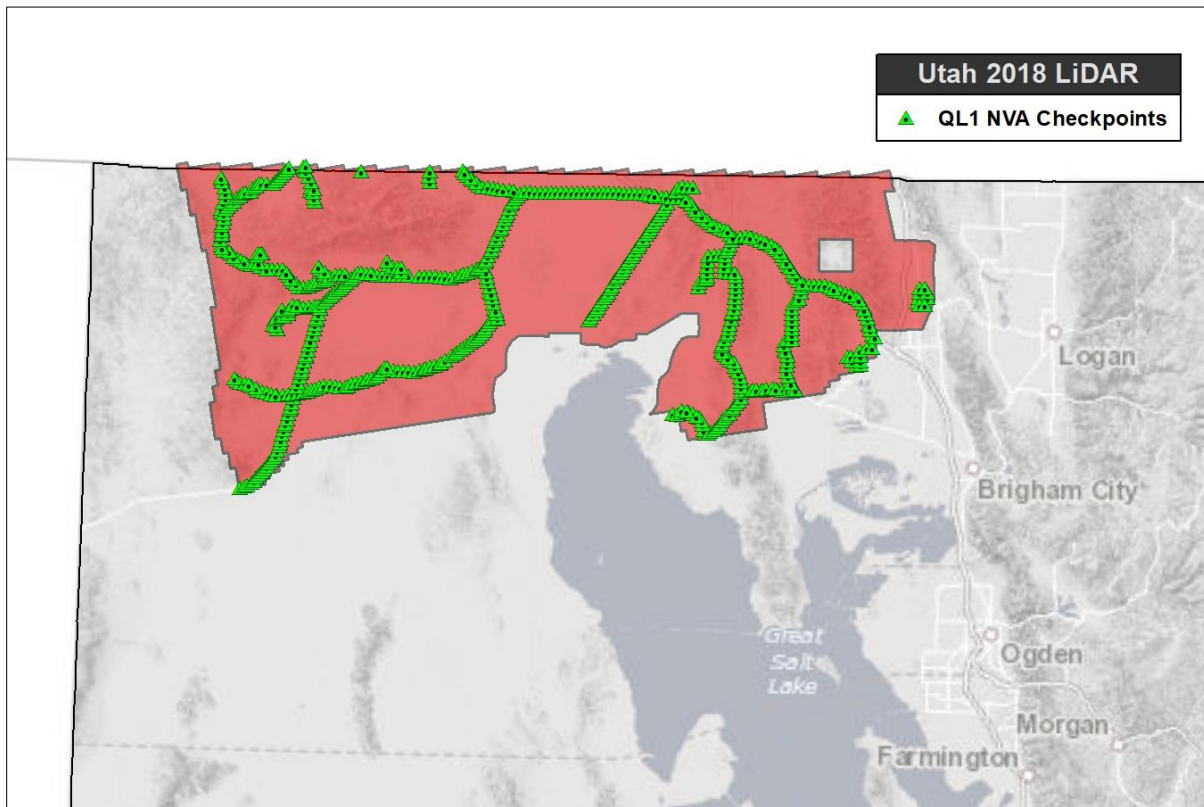 Utah 2018 LiDAR
QL1 NVA Checkpoints
Logan
Brigham City
Great
Salt
Lake
Ogden
Morgan
Farmington